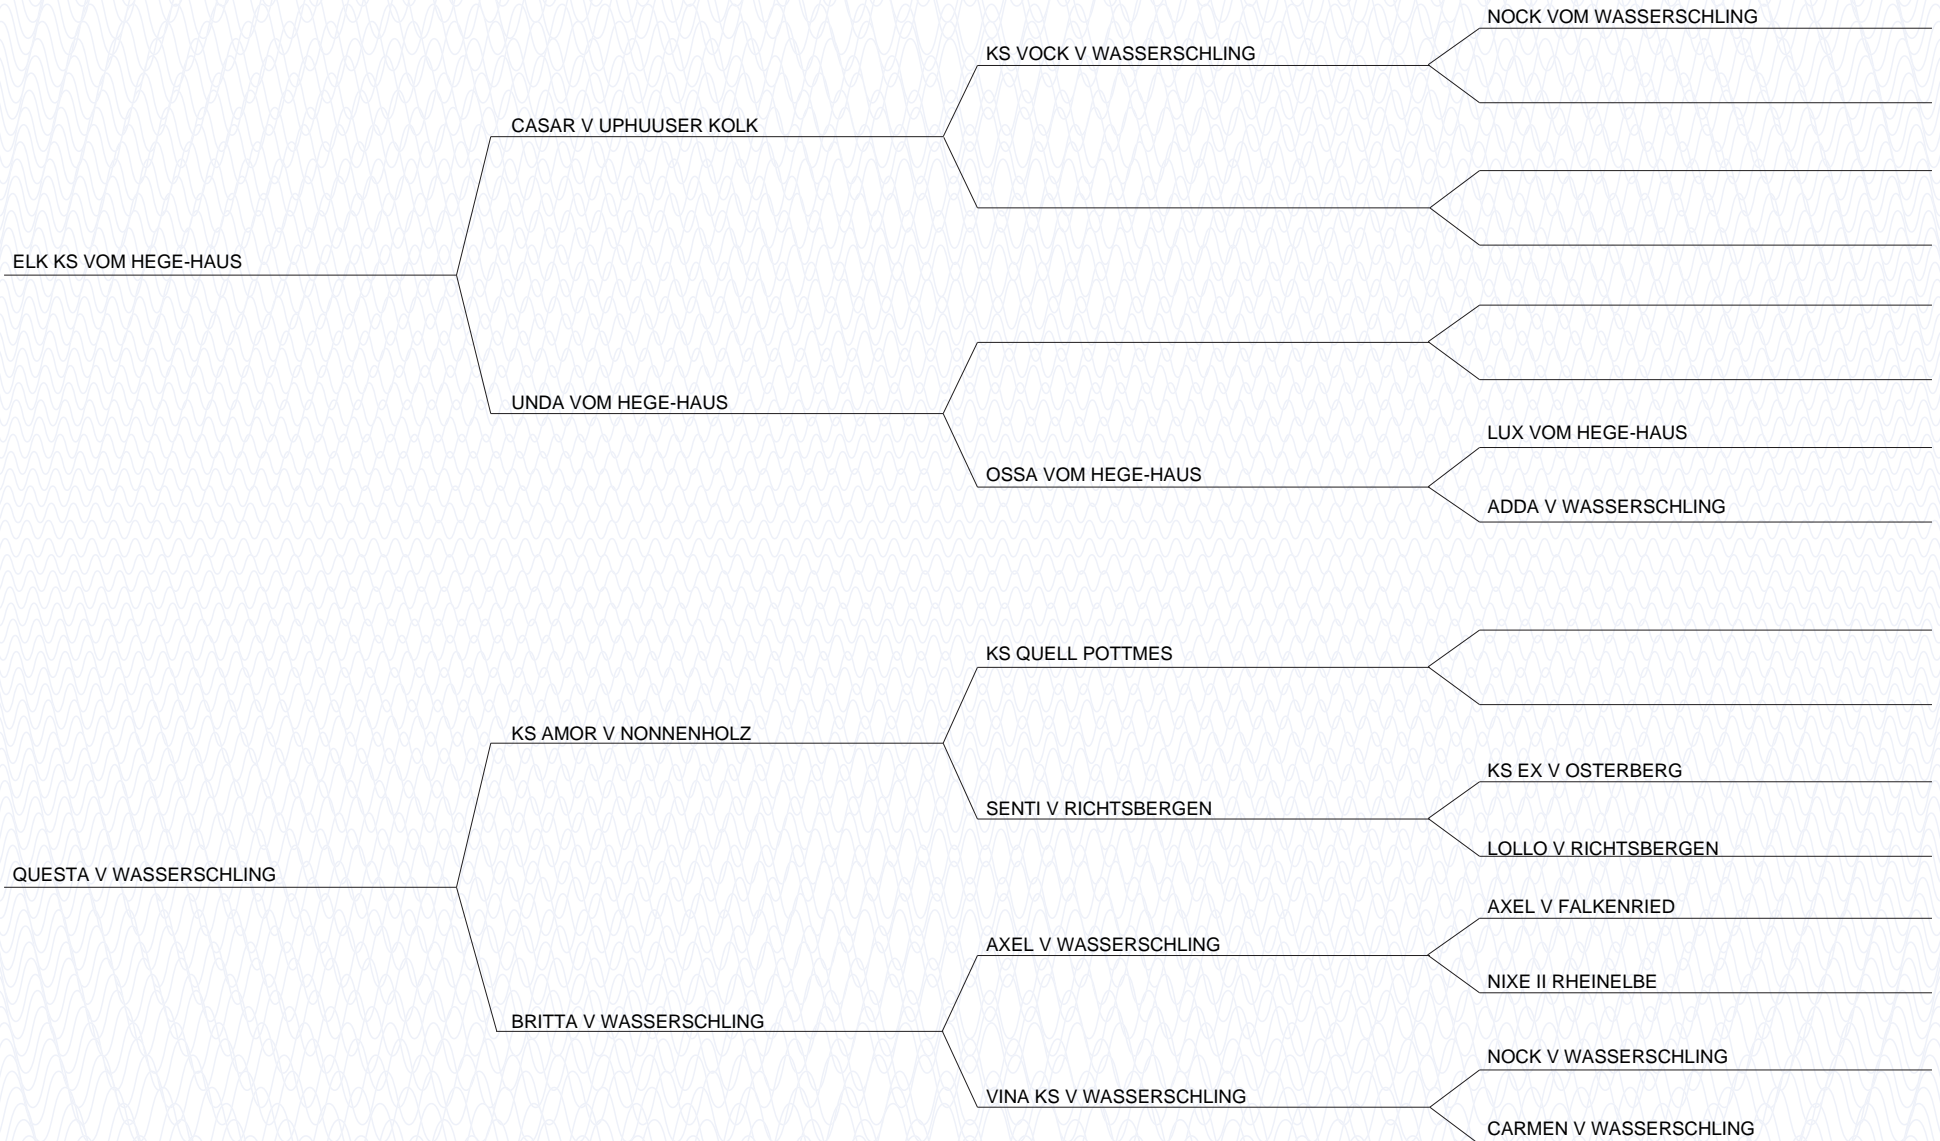 NOCK VOM WASSERSCHLING
KS VOCK V WASSERSCHLING
CASAR V UPHUUSER KOLK
ELK KS VOM HEGE-HAUS
UNDA VOM HEGE-HAUS
LUX VOM HEGE-HAUS
OSSA VOM HEGE-HAUS
ADDA V WASSERSCHLING
KS QUELL POTTMES
KS AMOR V NONNENHOLZ
KS EX V OSTERBERG
SENTI V RICHTSBERGEN
LOLLO V RICHTSBERGEN
QUESTA V WASSERSCHLING
AXEL V FALKENRIED
AXEL V WASSERSCHLING
NIXE II RHEINELBE
BRITTA V WASSERSCHLING
NOCK V WASSERSCHLING
VINA KS V WASSERSCHLING
CARMEN V WASSERSCHLING